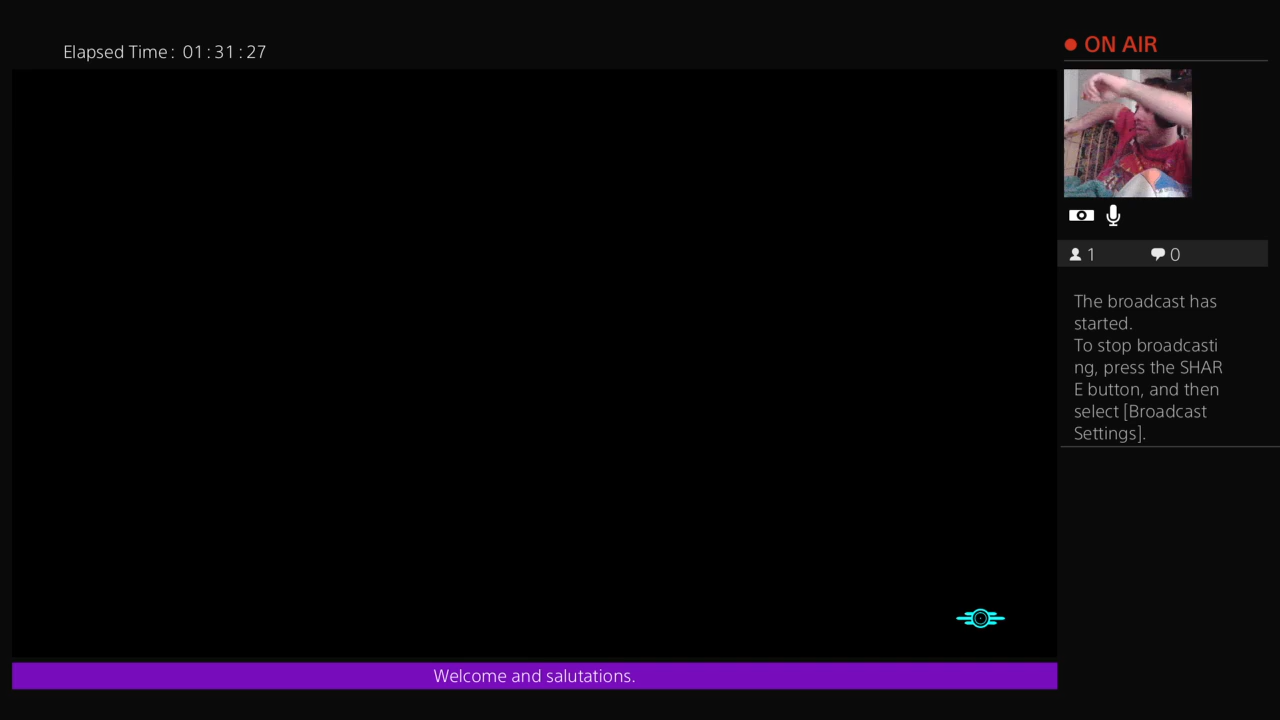 Elapsed Time: 01:31:27
ON AIR
1
0
The broadcast has
started.
To stop broadcasti
ng, press the SHAR
E button, and then
select [Broadcast
Settings].
Welcome and salutations.